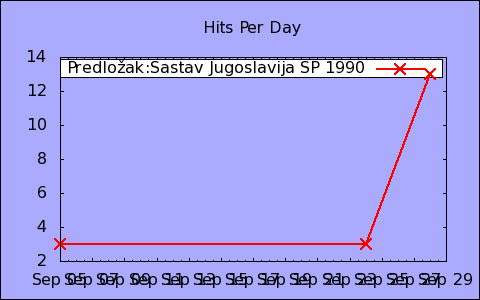 Hits Per Day
14
Predložak:Sastav Jugoslavija SP 1990
12
10
8
6
4
2
Sep 05 Sep 07 Sep 09 Sep 11 Sep 13 Sep 15 Sep 17 Sep 19 Sep 21 Sep 23 Sep 25 Sep 27 Sep 29